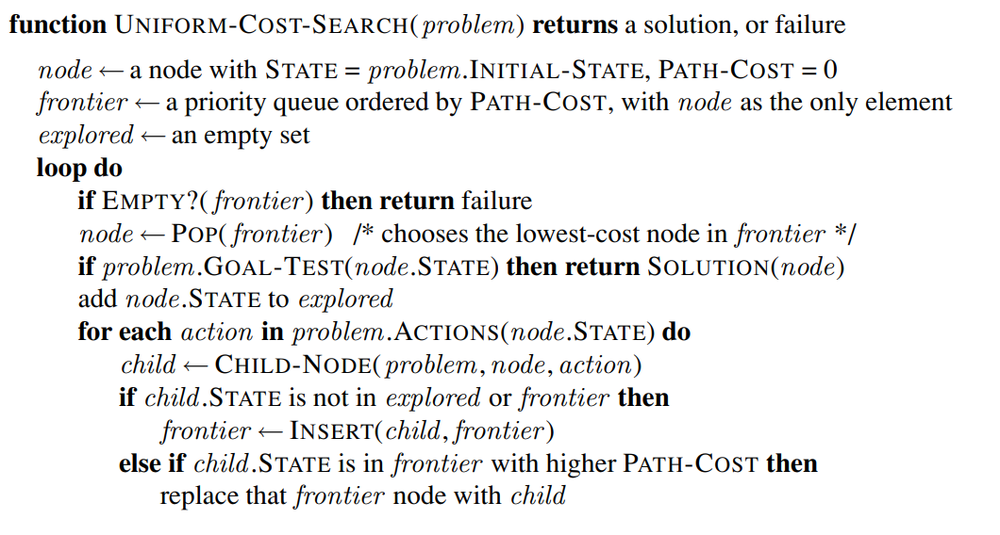 function UNIFORM-COST-SEARCH(problem) returns a solution, or failure
node ← a node with STATE = problem.INITIAL-STATE, PATH-COST = 0
frontier ← a priority queue ordered by PATH-COST, with node as the only element
explored ← an empty set
loop do
if EMPTY?(frontier) then return failure
node ← POP(frontier) /* chooses the lowest-cost node in frontier */
if problem.GOAL-TEST(node.STATE) then return SOLUTION(node)
add node.STATE to explored
for each action in problem.ACTIONS(node.STATE) do
child ← CHILD-NODE(problem, node, action)
if child.STATE is not in explored or frontier then
frontier ← INSERT(child, frontier)
else if child.STATE is in frontier with higher PATH-COST then
replace that frontier node with child